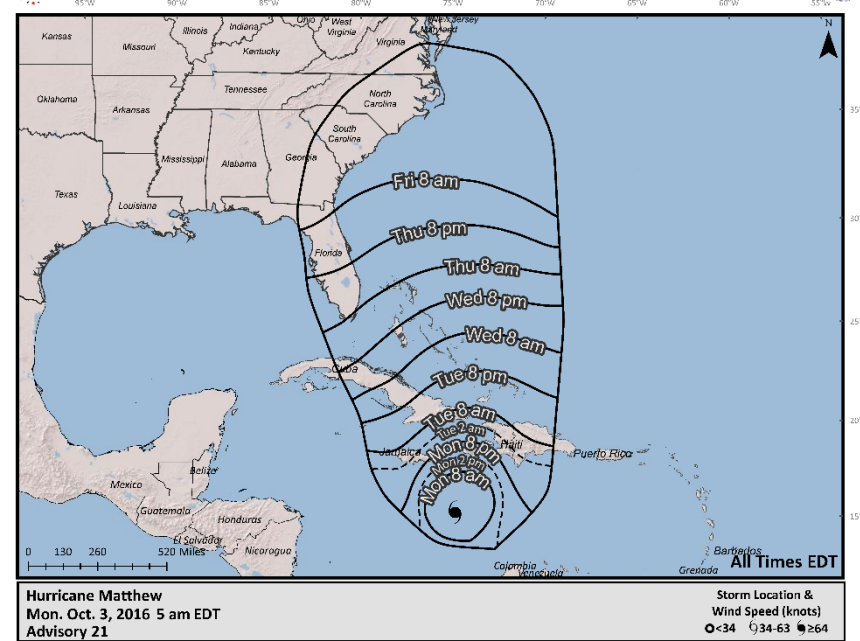 95°W 90°W 85°W 80°W 75°W 70°W 65°W 60°W 55°W
N
Kansas
Missouri
Illinois
Indiana
Ohio
West
Virginia
Virginia
New Jersey
Maryland
Kentucky
Oklahoma
Arkansas
Tennessee
North
Carolina
35°
South
Carolina
Mississippi
Alabama
Georgia
Texas
Louisiana
Fri 8 am
30°
Thu 8 pm
Florida
Thu 8 am
Wed 8 pm
25°
Wed 8 am
Cuba
Tue 8 pm
20°
Tue 8 am
Tue 2 am
Mon 8 pm
Jamaica
Haiti
Puerto Rico
Mon 2 pm
Mon 8 am
Mexico
Belize
Guatemala
Honduras
15°
El Salvador
Nicaragua
0 130 260 520 Miles
Colombia
Venezuela
Barbados
Grenada
All Times EDT
Hurricane Matthew
Mon. Oct. 3, 2016 5 am EDT
Advisory 21
Storm Location &
Wind Speed (knots)
<34 34-63 ≥64